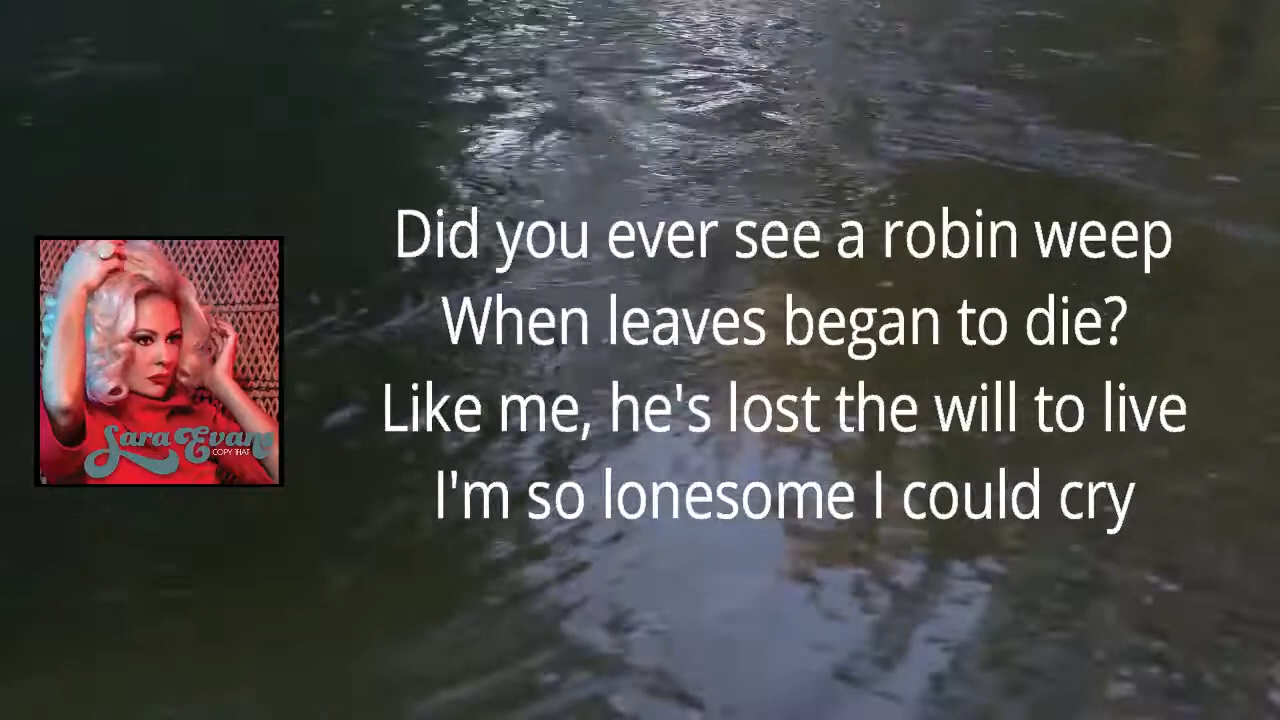 Did you ever see a robin weep
When leaves began to die?
Like me, he's lost the will to live
I'm so lonesome I could cry
Sara Evans
COPY THAT